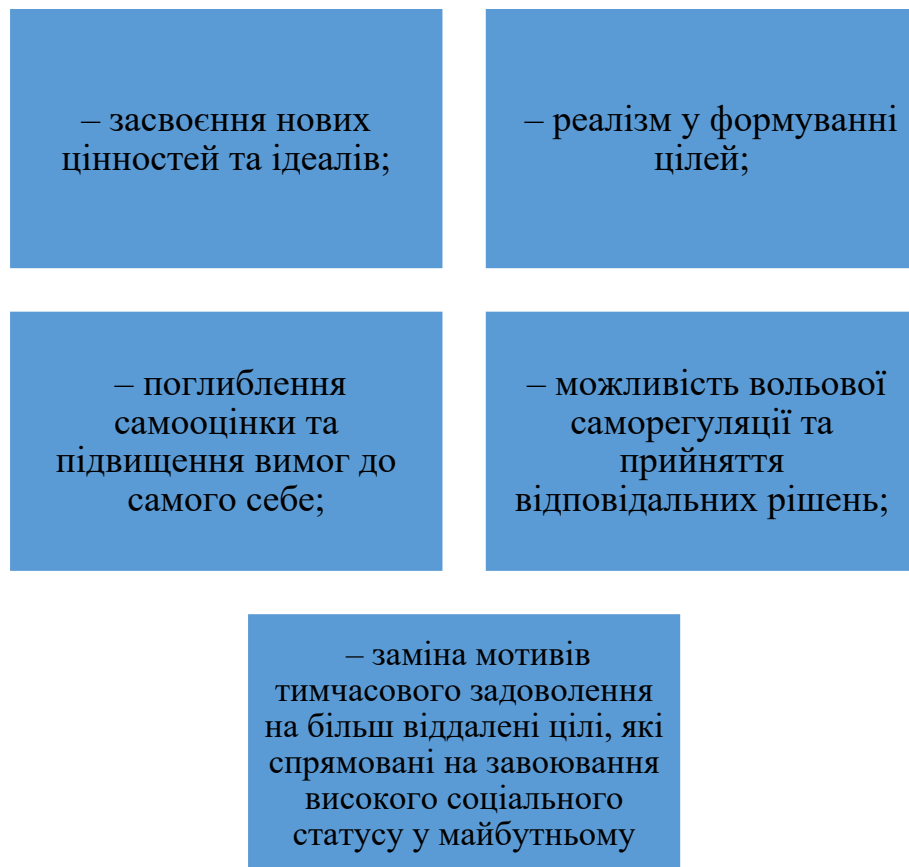 – засвоєння нових
цінностей та ідеалів;
– реалізм у формуванні
цілей;
– поглиблення
самооцінки та
підвищення вимог до
самого себе;
– можливість вольової
саморегуляції та
прийняття
відповідальних рішень;
– заміна мотивів
тимчасового задоволення
на більш віддалені цілі, які
спрямовані на завоювання
високого соціального
статусу у майбутньому